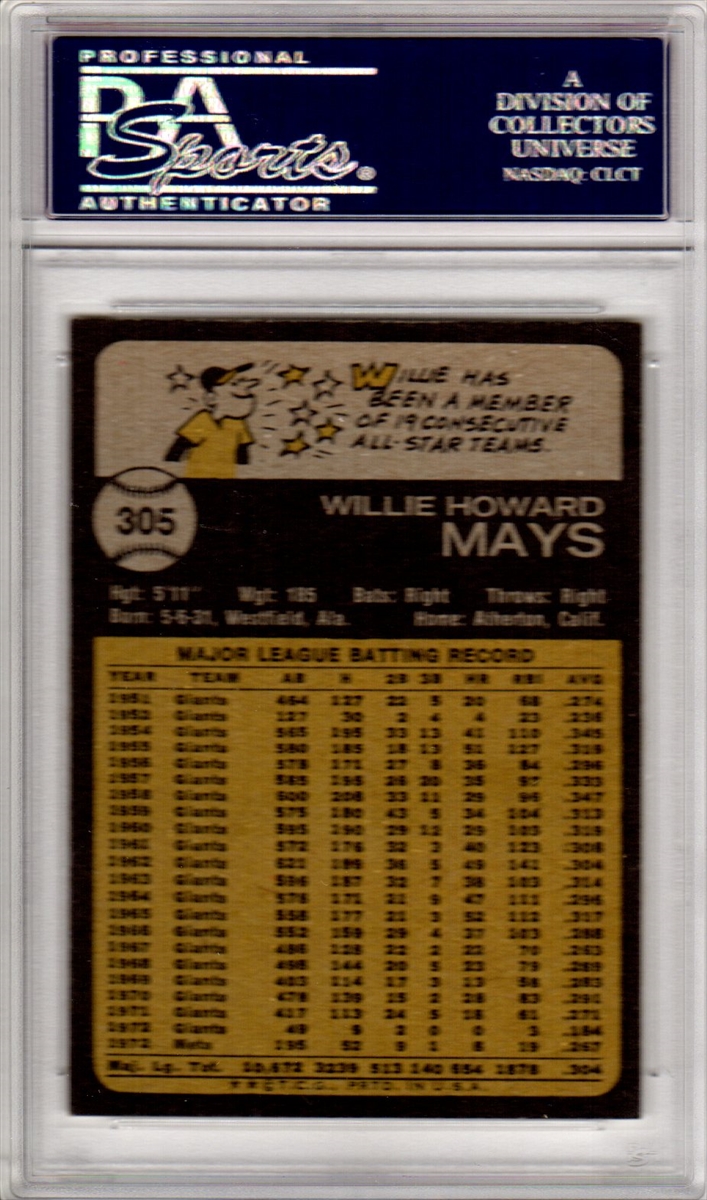 PROFESSIONAL
PSA
Sports®
AUTHENTICATOR
A
DIVISION OF
COLLECTORS
UNIVERSE
NASDAQ: CLCT
WILLIE HAS
BEEN A MEMBER
OF 19 CONSECUTIVE
ALL-STAR TEAMS.
305
WILLIE HOWARD
MAYS
Hgt: 5'11" Wgt: 185 Bats: Right Throws: Right
Born: 5-6-31, Westfield, Ala. Home: Atherton, Calif.
MAJOR LEAGUE BATTING RECORD
YEAR TEAM AB H 2B 3B HR RBI AVG
1951 Giants 464 127 22 5 20 68 .274
1952 Giants 127 30 2 4 4 23 .236
1954 Giants 565 195 33 13 41 110 .345
1955 Giants 580 185 18 13 51 127 .319
1956 Giants 578 171 27 8 36 84 .296
1957 Giants 585 195 26 20 35 97 .333
1958 Giants 600 208 33 11 29 96 .347
1959 Giants 575 180 43 5 34 104 .313
1960 Giants 595 190 29 12 29 103 .319
1961 Giants 572 176 32 3 40 123 .308
1962 Giants 621 189 36 5 49 141 .304
1963 Giants 596 187 32 7 38 103 .314
1964 Giants 578 171 21 9 47 111 .296
1965 Giants 558 177 21 3 52 112 .317
1966 Giants 552 159 29 4 37 103 .288
1967 Giants 486 128 22 2 22 70 .263
1968 Giants 498 144 20 5 23 79 .289
1969 Giants 403 114 17 3 13 58 .283
1970 Giants 478 139 15 2 28 83 .291
1971 Giants 417 113 24 5 18 61 .271
1972 Giants 49 9 2 0 0 3 .184
1972 Mets 195 52 9 1 8 19 .267
Maj. Lg. Tot. 10,672 3239 513 140 654 1878 .304
**©T.C.G. PRTD. IN U.S.A.